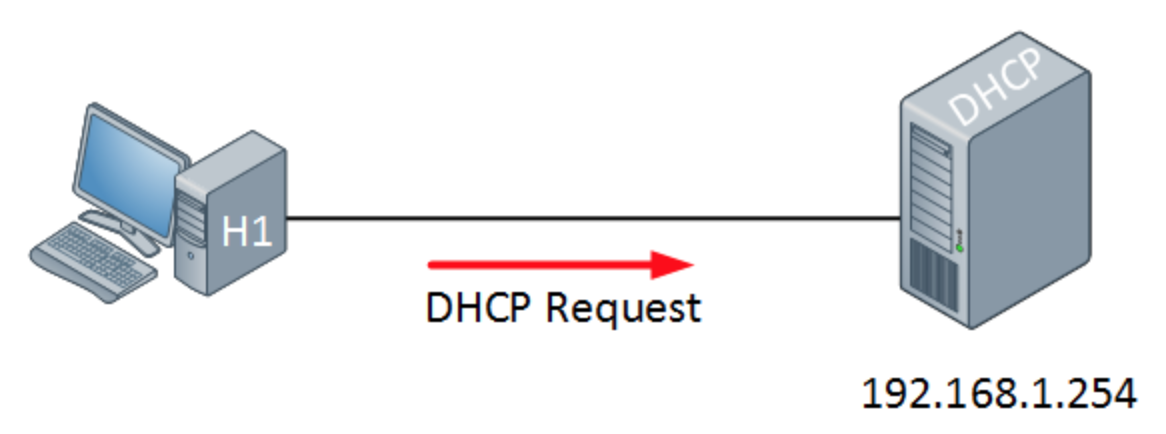 DHCP
H1
DHCP Request
192.168.1.254